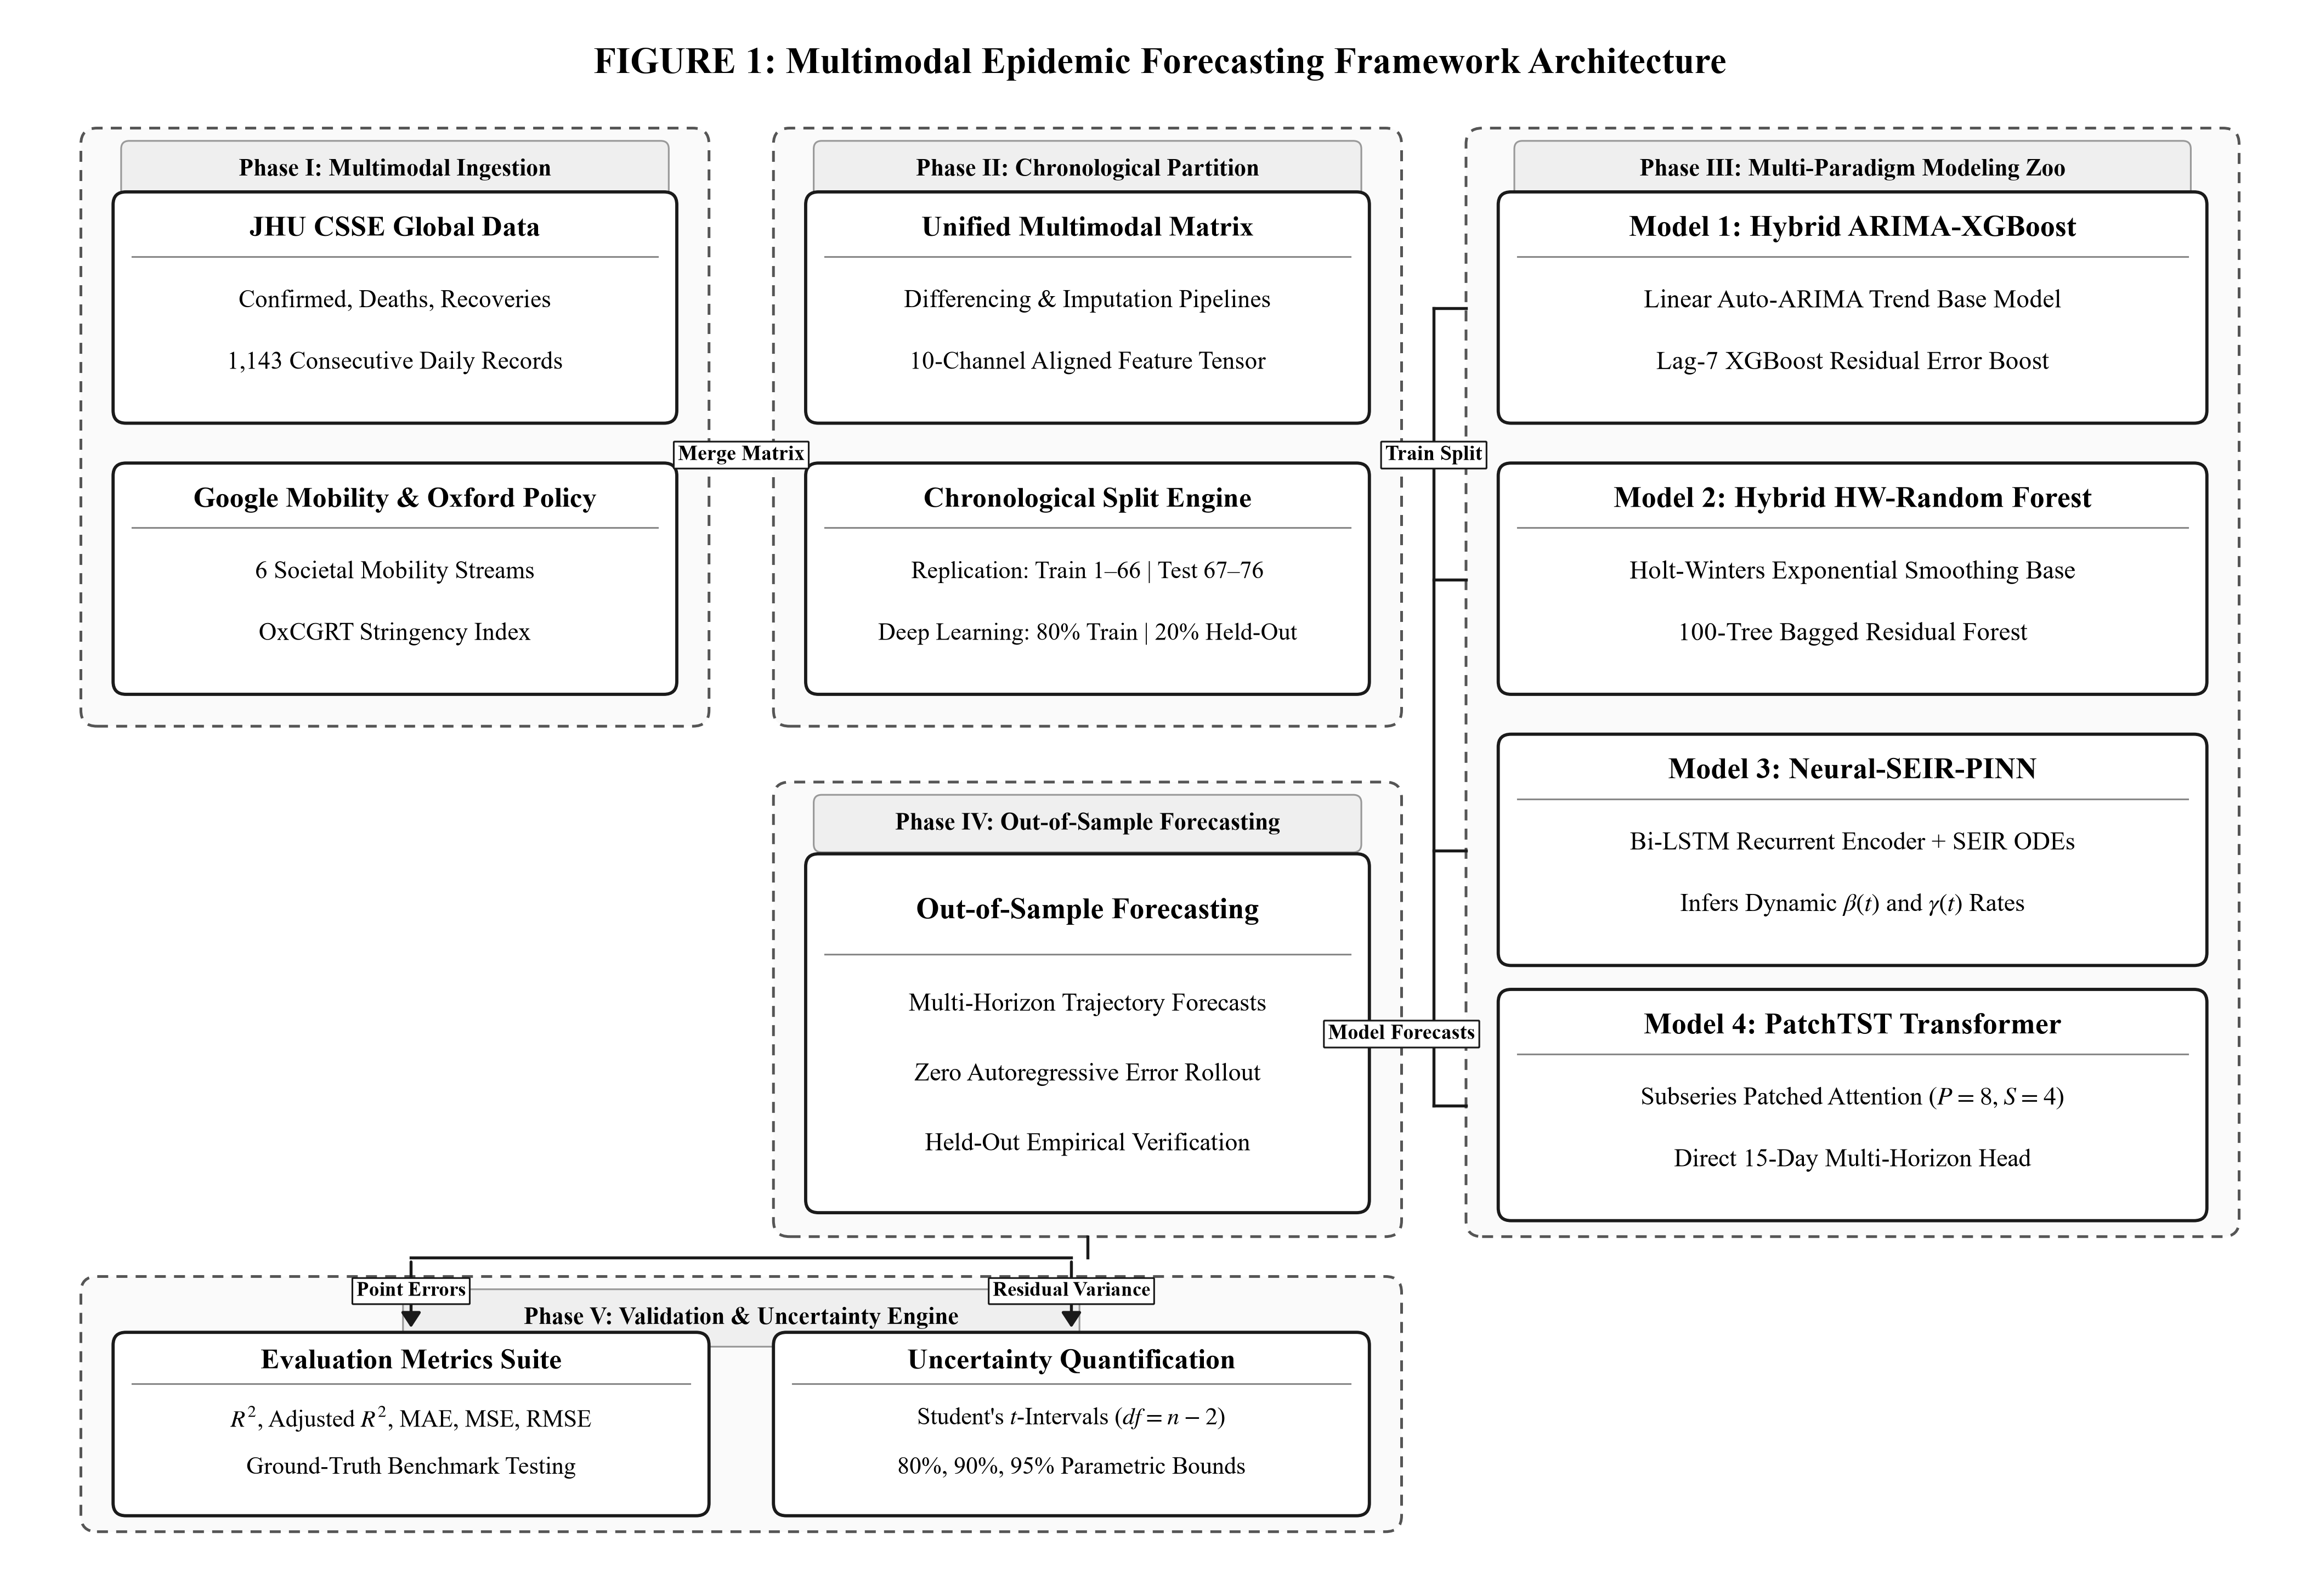 FIGURE 1: Multimodal Epidemic Forecasting Framework Architecture
Phase I: Multimodal Ingestion
JHU CSSE Global Data
Confirmed, Deaths, Recoveries
1,143 Consecutive Daily Records
Google Mobility & Oxford Policy
6 Societal Mobility Streams
OxCGRT Stringency Index
Merge Matrix
Phase II: Chronological Partition
Unified Multimodal Matrix
Differencing & Imputation Pipelines
10-Channel Aligned Feature Tensor
Chronological Split Engine
Replication: Train 1–66 | Test 67–76
Deep Learning: 80% Train | 20% Held-Out
Train Split
Phase III: Multi-Paradigm Modeling Zoo
Model 1: Hybrid ARIMA-XGBoost
Linear Auto-ARIMA Trend Base Model
Lag-7 XGBoost Residual Error Boost
Model 2: Hybrid HW-Random Forest
Holt-Winters Exponential Smoothing Base
100-Tree Bagged Residual Forest
Model 3: Neural-SEIR-PINN
Bi-LSTM Recurrent Encoder + SEIR ODEs
Infers Dynamic β(t) and γ(t) Rates
Model 4: PatchTST Transformer
Subseries Patched Attention (P = 8, S = 4)
Direct 15-Day Multi-Horizon Head
Model Forecasts
Phase IV: Out-of-Sample Forecasting
Out-of-Sample Forecasting
Multi-Horizon Trajectory Forecasts
Zero Autoregressive Error Rollout
Held-Out Empirical Verification
Point Errors
Residual Variance
Phase V: Validation & Uncertainty Engine
Evaluation Metrics Suite
R², Adjusted R², MAE, MSE, RMSE
Ground-Truth Benchmark Testing
Uncertainty Quantification
Student's t-Intervals (df = n − 2)
80%, 90%, 95% Parametric Bounds